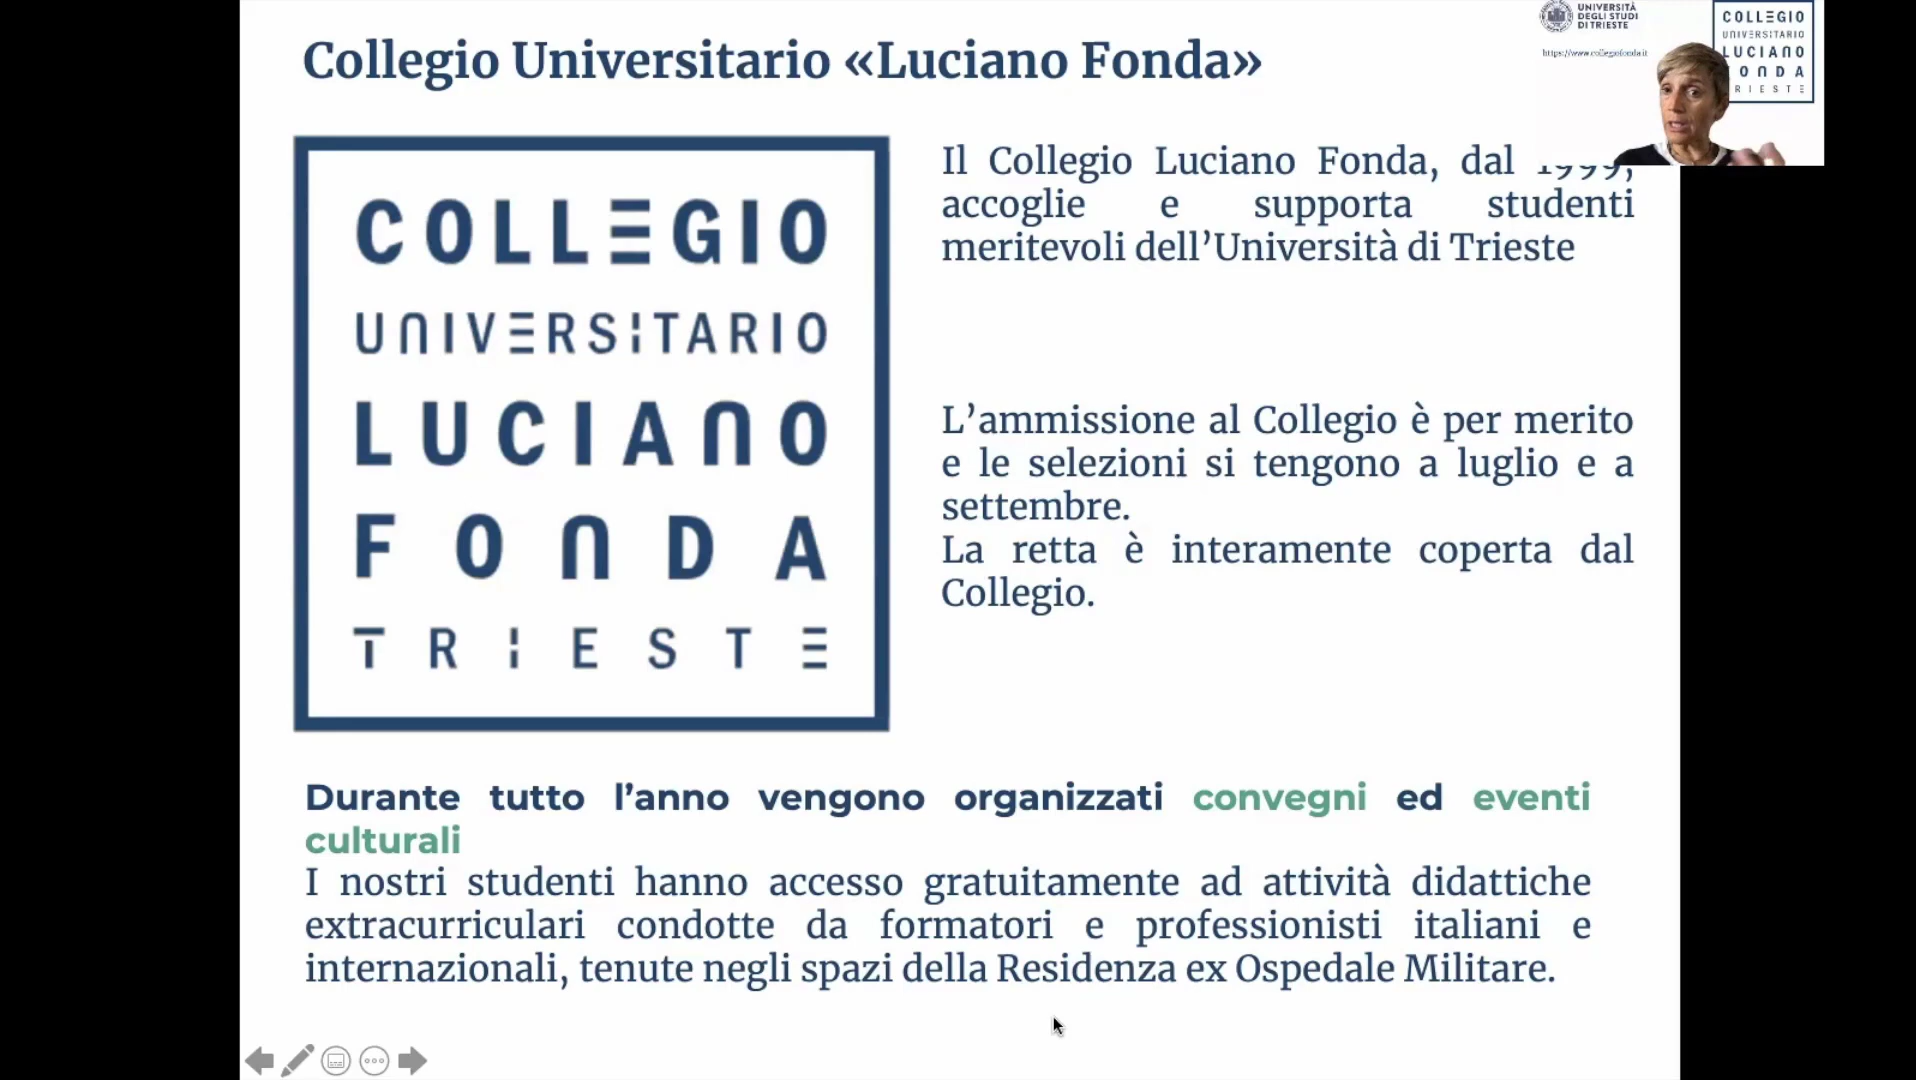 Collegio Universitario «Luciano Fonda»
UNIVERSITÀ
DEGLI STUDI
DI TRIESTE
https://www.collegiofonda.it
COLLEGIO
UNIVERSITARIO
LUCIANO
FONDA
TRIESTE
COLLEGIO
UNIVERSITARIO
LUCIANO
FONDA
TRIESTE
Il Collegio Luciano Fonda, dal 1999,
accoglie e supporta studenti
meritevoli dell’Università di Trieste
L’ammissione al Collegio è per merito
e le selezioni si tengono a luglio e a
settembre.
La retta è interamente coperta dal
Collegio.
Durante tutto l’anno vengono organizzati convegni ed eventi
culturali
I nostri studenti hanno accesso gratuitamente ad attività didattiche
extracurriculari condotte da formatori e professionisti italiani e
internazionali, tenute negli spazi della Residenza ex Ospedale Militare.